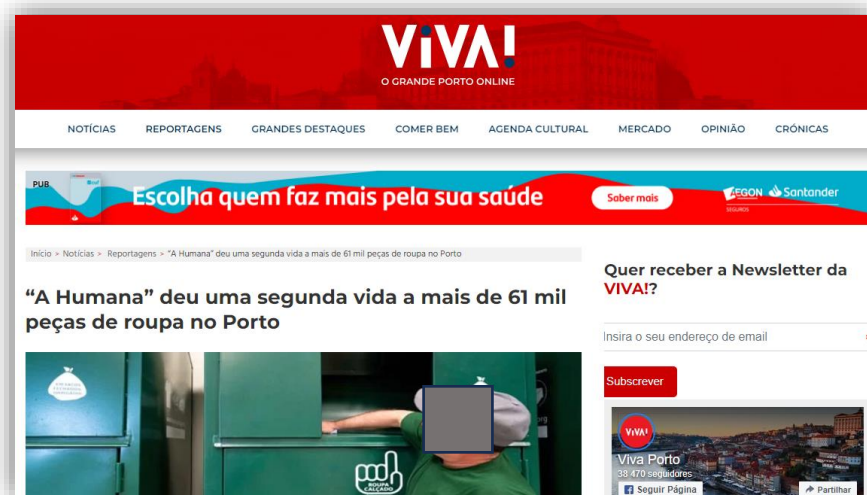 ViVA!
O GRANDE PORTO ONLINE
NOTÍCIAS REPORTAGENS GRANDES DESTAQUES COMER BEM AGENDA CULTURAL MERCADO OPINIÃO CRÓNICAS
PUB
Escolha quem faz mais pela sua saúde
Saber mais
AEGON Santander
SEGUROS
Início > Notícias > Reportagens > “A Humana” deu uma segunda vida a mais de 61 mil peças de roupa no Porto
“A Humana” deu uma segunda vida a mais de 61 mil
peças de roupa no Porto
ROUPA
CALÇADO
Quer receber a Newsletter da
VIVA!?
Insira o seu endereço de email
Subscrever
ViVA!
Viva Porto
38 470 seguidores
Seguir Página
Partilhar